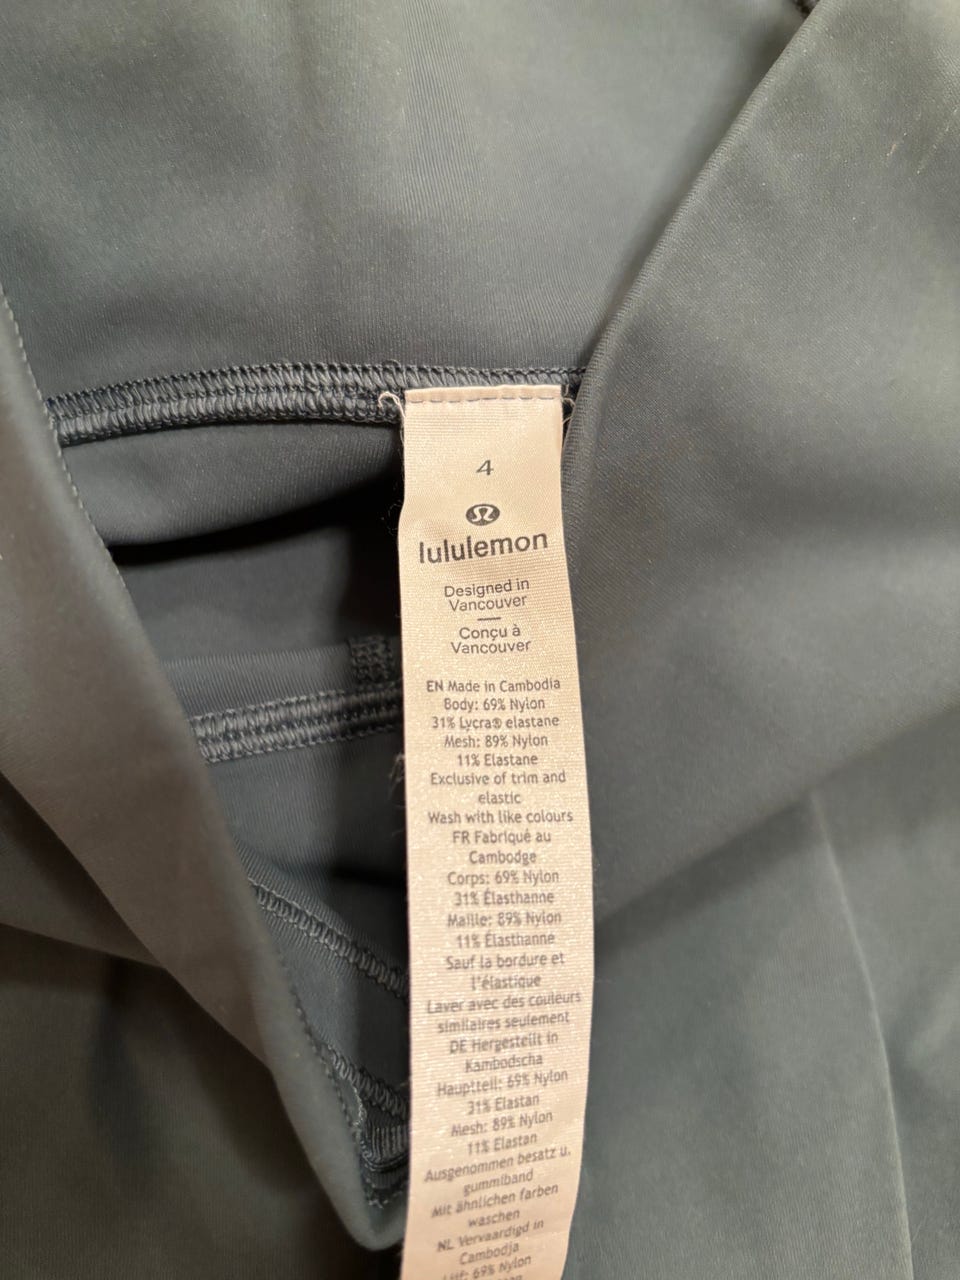 4
lululemon
Designed in
Vancouver
Conçu à
Vancouver
EN Made in Cambodia
Body: 69% Nylon
31% Lycra® elastane
Mesh: 89% Nylon
11% Elastane
Exclusive of trim and
elastic
Wash with like colours
FR Fabriqué au
Cambodge
Corps: 69% Nylon
31% Élasthanne
Maille: 89% Nylon
11% Élasthanne
Sauf la bordure et
l'élastique
Laver avec des couleurs
similaires seulement
DE Hergestellt in
Kambodscha
Hauptteil: 69% Nylon
31% Elastan
Mesh: 89% Nylon
11% Elastan
Ausgenommen besatz u.
gummiband
Mit ähnlichen farben
waschen
NL Vervaardigd in
Cambodja
69% Nylon